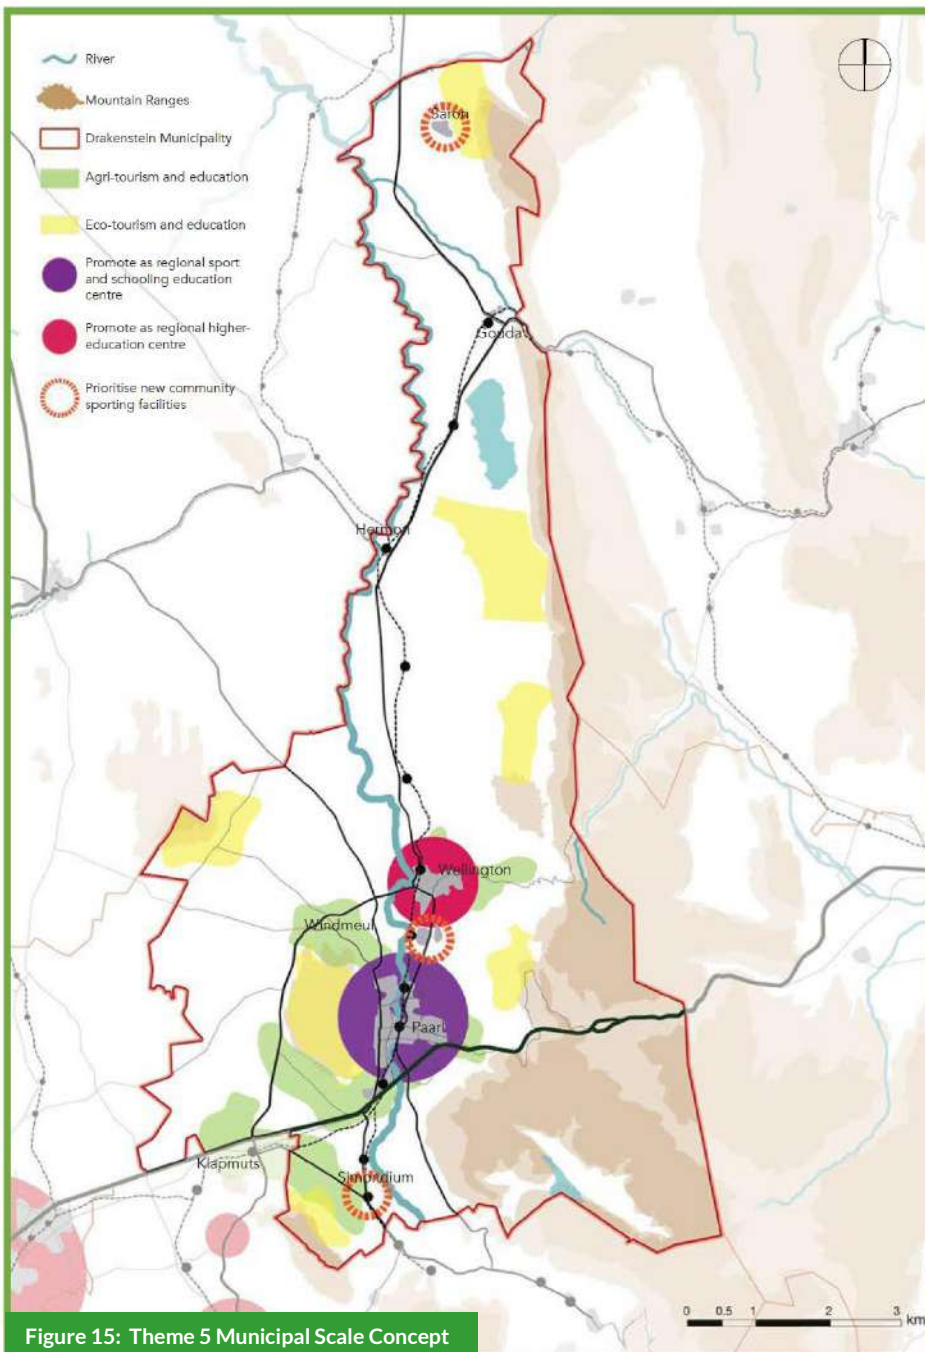 River
Mountain Ranges
Drakenstein Municipality
Agri-tourism and education
Eco-tourism and education
Promote as regional sport
and schooling education
centre
Promote as regional higher-
education centre
Prioritise new community
sporting facilities
Saron
Gouda
Hermon
Wellington
Windmeul
Paarl
Klapmuts
Simondium
0 0.5 1 2 3
km
Figure 15: Theme 5 Municipal Scale Concept